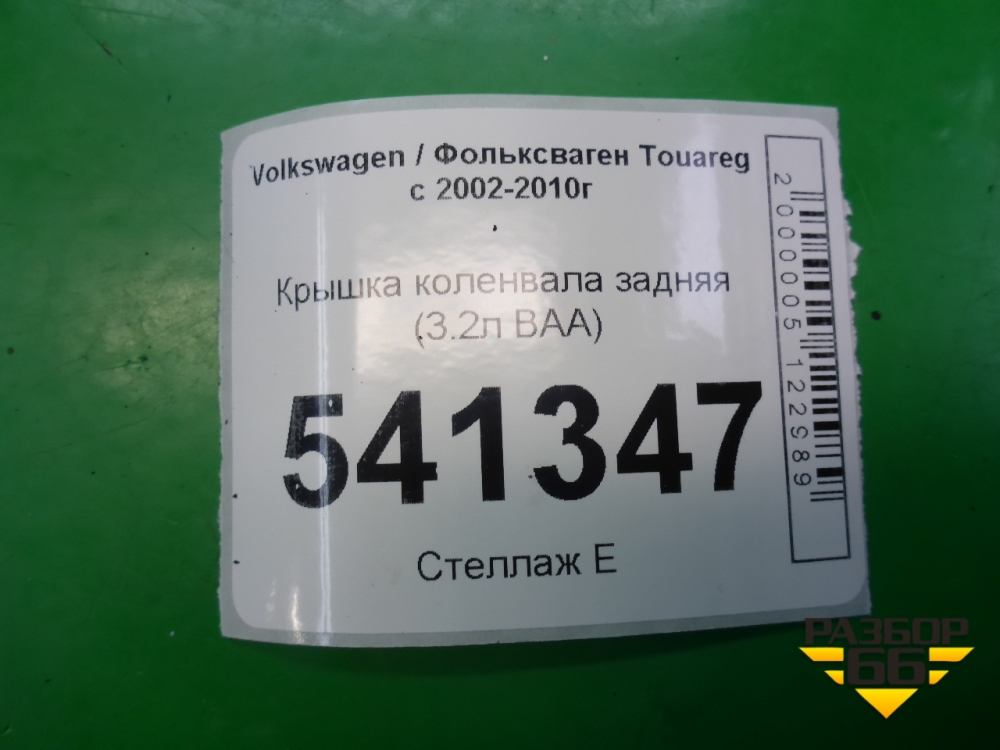 Volkswagen / Фольксваген Touareg
с 2002-2010г
Крышка коленвала задняя
(3.2л BAA)
541347
Стеллаж Е
2000005122989
РАЗБОР
66